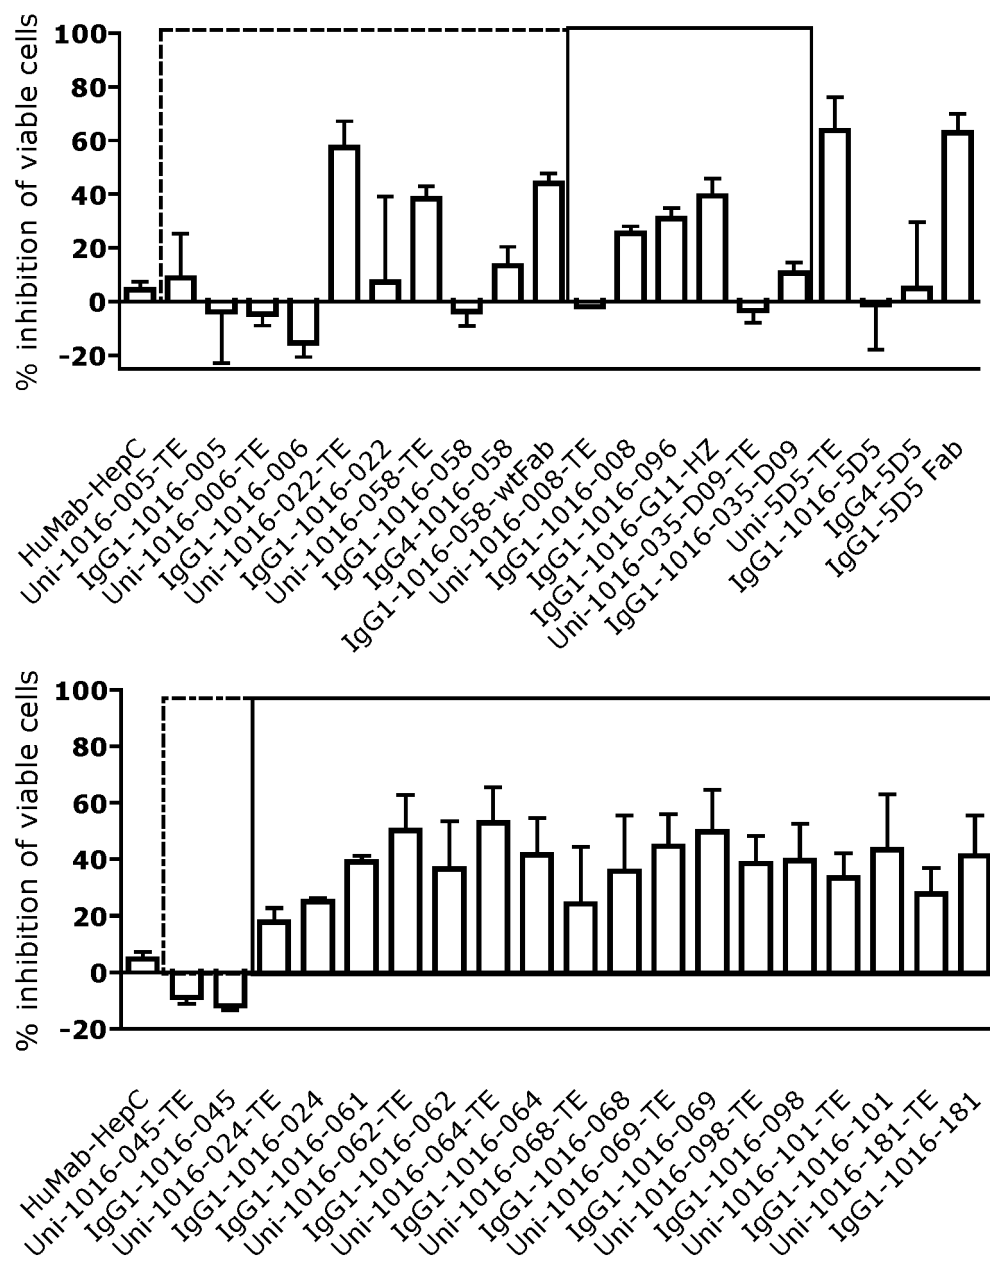 % inhibition of viable cells
100
80
60
40
20
0
-20
HuMab-HepC
Uni-1016-005-TE
IgG1-1016-005
Uni-1016-006-TE
IgG1-1016-006
Uni-1016-022-TE
IgG1-1016-022
Uni-1016-058-TE
IgG1-1016-058
IgG4-1016-058
IgG1-1016-058-wtFab
Uni-1016-008-TE
IgG1-1016-008
IgG1-1016-096
IgG1-1016-G11-HZ
Uni-1016-035-D09-TE
IgG1-1016-035-D09
Uni-5D5-TE
IgG1-1016-5D5
IgG4-5D5
IgG1-5D5 Fab
% inhibition of viable cells
100
80
60
40
20
0
-20
HuMab-HepC
Uni-1016-045-TE
IgG1-1016-045
Uni-1016-024-TE
IgG1-1016-024
IgG1-1016-061
Uni-1016-062-TE
IgG1-1016-062
Uni-1016-064-TE
IgG1-1016-064
Uni-1016-068-TE
IgG1-1016-068
Uni-1016-069-TE
IgG1-1016-069
Uni-1016-098-TE
IgG1-1016-098
Uni-1016-101-TE
IgG1-1016-101
Uni-1016-181-TE
IgG1-1016-181